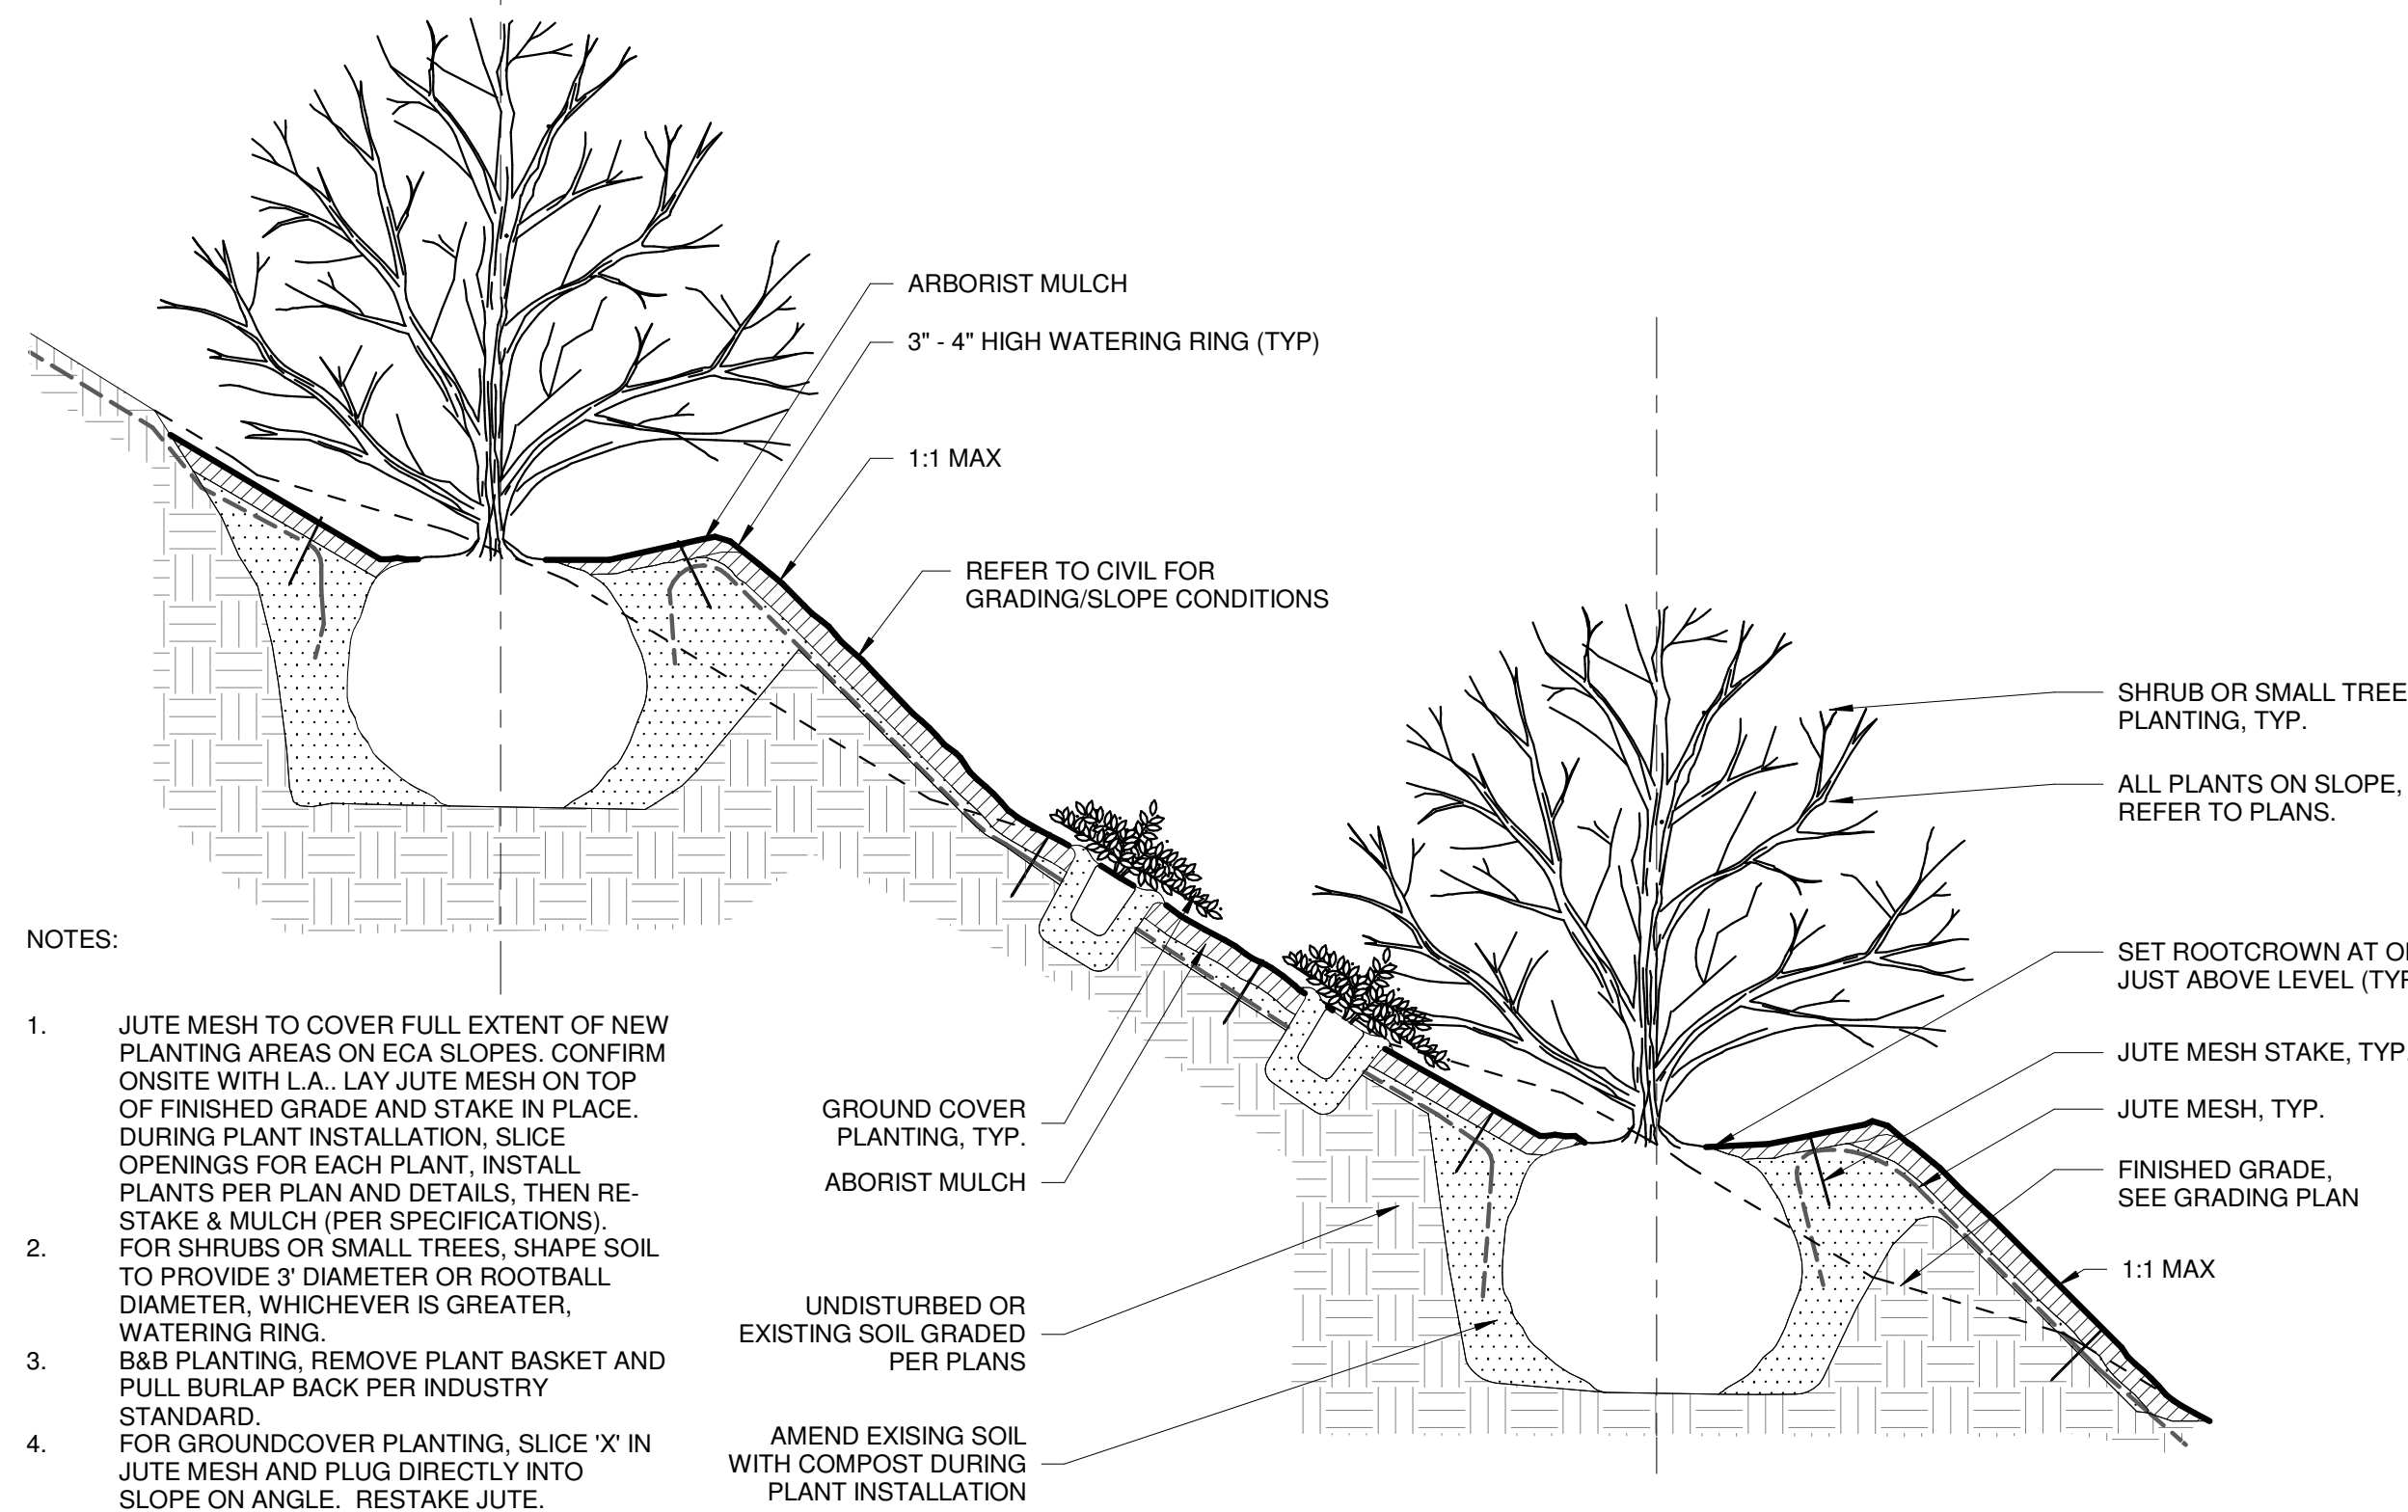 ARBORIST MULCH
3" - 4" HIGH WATERING RING (TYP)
1:1 MAX
REFER TO CIVIL FOR
GRADING/SLOPE CONDITIONS
SHRUB OR SMALL TREE
PLANTING, TYP.
ALL PLANTS ON SLOPE,
REFER TO PLANS.
SET ROOTCROWN AT
JUST ABOVE LEVEL
JUTE MESH STAKE, TYP.
JUTE MESH, TYP.
FINISHED GRADE,
SEE GRADING PLAN
1:1 MAX
GROUND COVER
PLANTING, TYP.
ABORIST MULCH
UNDISTURBED OR
EXISTING SOIL GRADED
PER PLANS
AMEND EXISING SOIL
WITH COMPOST DURING
PLANT INSTALLATION
NOTES:
1. JUTE MESH TO COVER FULL EXTENT OF NEW
PLANTING AREAS ON ECA SLOPES. CONFIRM
ONSITE WITH L.A.. LAY JUTE MESH ON TOP
OF FINISHED GRADE AND STAKE IN PLACE.
DURING PLANT INSTALLATION, SLICE
OPENINGS FOR EACH PLANT, INSTALL
PLANTS PER PLAN AND DETAILS, THEN RE-
STAKE & MULCH (PER SPECIFICATIONS).
2. FOR SHRUBS OR SMALL TREES, SHAPE SOIL
TO PROVIDE 3' DIAMETER OR ROOTBALL
DIAMETER, WHICHEVER IS GREATER,
WATERING RING.
3. B&B PLANTING, REMOVE PLANT BASKET AND
PULL BURLAP BACK PER INDUSTRY
STANDARD.
4. FOR GROUNDCOVER PLANTING, SLICE 'X' IN
JUTE MESH AND PLUG DIRECTLY INTO
SLOPE ON ANGLE. RESTAKE JUTE.